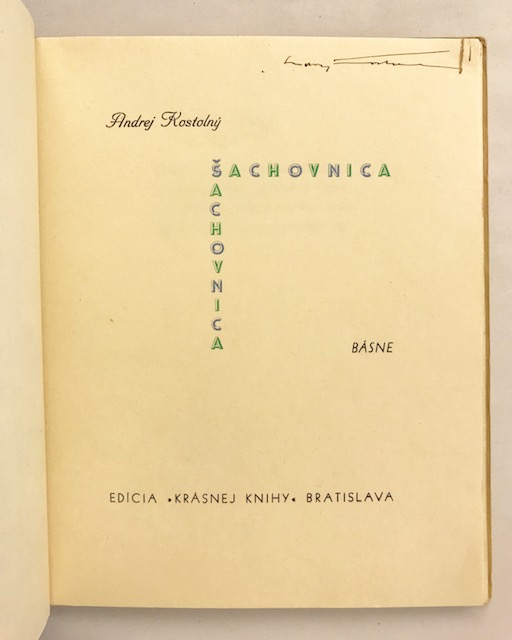 Andrej Kostolný
ŠACHOVNICA
ŠACHOVNICA
BÁSNE
EDÍCIA »KRÁSNEJ KNIHY« BRATISLAVA